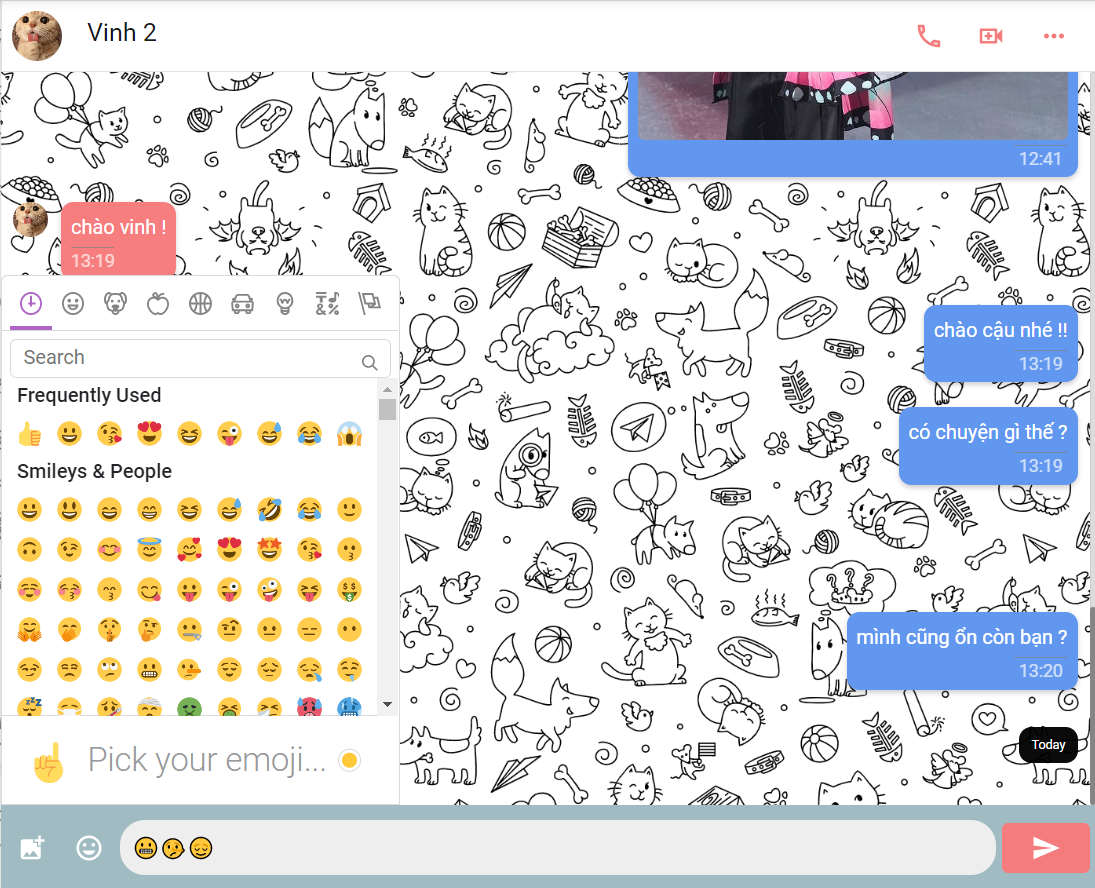 Vinh 2
12:41
chào vinh !
13:19
chào cậu nhé !!
13:19
có chuyện gì thế ?
13:19
mình cũng ổn còn bạn ?
13:20
Today
Search
Frequently Used
Smileys & People
Pick your emoji...